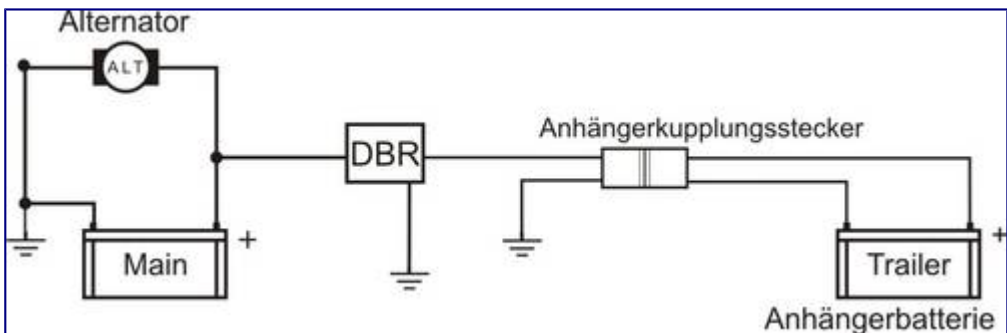 Alternator
ALT
DBR
Anhängerkupplungsstecker
Main
+
Trailer
+
Anhängerbatterie